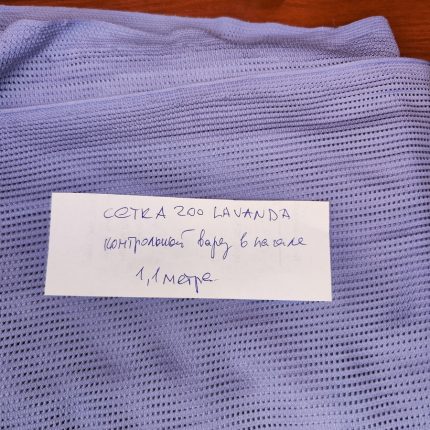 СЕТКА 200 LAVANDA
контрольный вырез в начале
1,1 метра